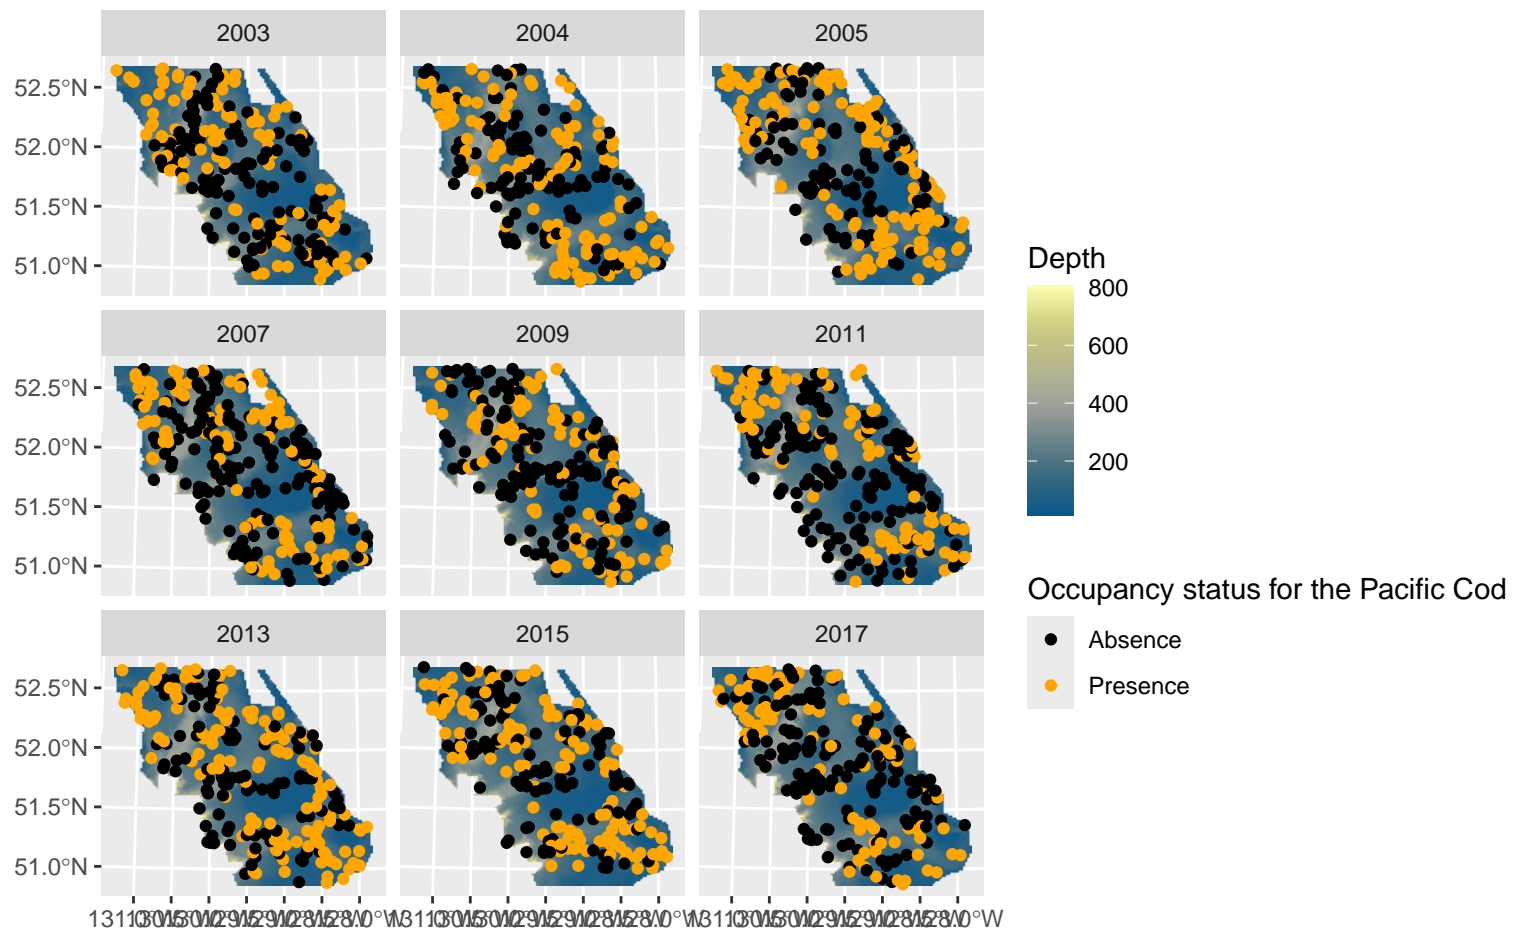 2003 2004 2005
52.5°N
52.0°N
51.5°N
51.0°N
2007 2009 2011
52.5°N
52.0°N
51.5°N
51.0°N
2013 2015 2017
52.5°N
52.0°N
51.5°N
51.0°N
Depth
800
600
400
200
Occupancy status for the Pacific Cod
Absence
Presence